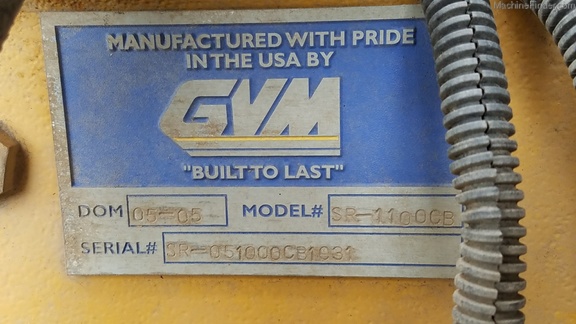 MachineFinder.com
MANUFACTURED WITH PRIDE
IN THE USA BY
GVM
"BUILT TO LAST"
DOM 05-05 MODEL# SR-1100CB
SERIAL# SR-051000CB1931